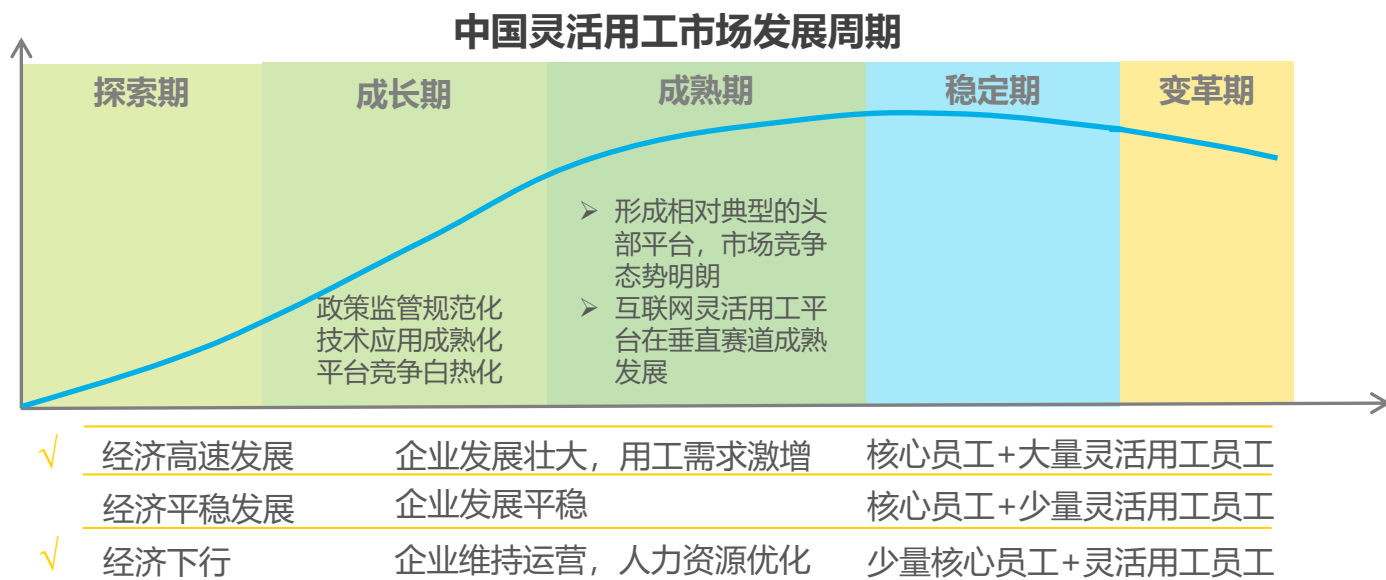 中国灵活用工市场发展周期
探索期
成长期
成熟期
稳定期
变革期
政策监管规范化
技术应用成熟化
平台竞争白热化
➢ 形成相对典型的头
部平台，市场竞争
态势明朗
➢ 互联网灵活用工平
台在垂直赛道成熟
发展
√ 经济高速发展 企业发展壮大，用工需求激增 核心员工+大量灵活用工员工
经济平稳发展 企业发展平稳 核心员工+少量灵活用工员工
√ 经济下行 企业维持运营，人力资源优化 少量核心员工+灵活用工员工